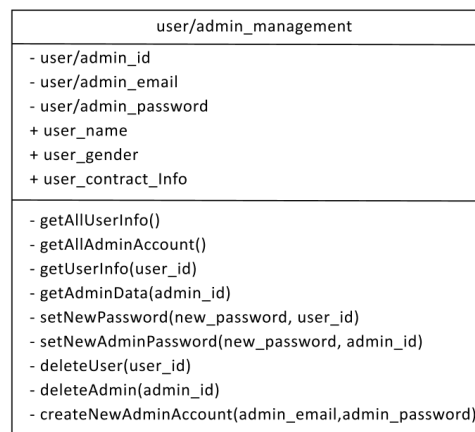 user/admin_management
- user/admin_id
- user/admin_email
- user/admin_password
+ user_name
+ user_gender
+ user_contract_Info
- getAllUserInfo()
- getAllAdminAccount()
- getUserInfo(user_id)
- getAdminData(admin_id)
- setNewPassword(new_password, user_id)
- setNewAdminPassword(new_password, admin_id)
- deleteUser(user_id)
- deleteAdmin(admin_id)
- createNewAdminAccount(admin_email,admin_password)